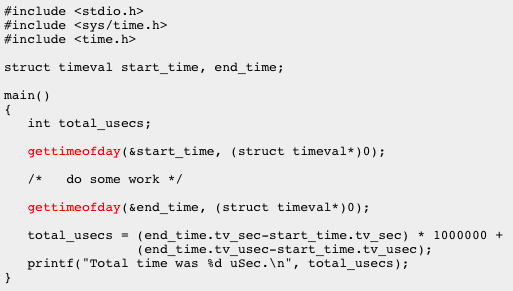 #include <stdio.h>
#include <sys/time.h>
#include <time.h>

struct timeval start_time, end_time;

main()
{
   int total_usecs;

   gettimeofday(&start_time, (struct timeval*)0);

   /*  do some work */

   gettimeofday(&end_time, (struct timeval*)0);

   total_usecs = (end_time.tv_sec-start_time.tv_sec) * 1000000 +
                 (end_time.tv_usec-start_time.tv_usec);
   printf("Total time was %d uSec.\n", total_usecs);
}